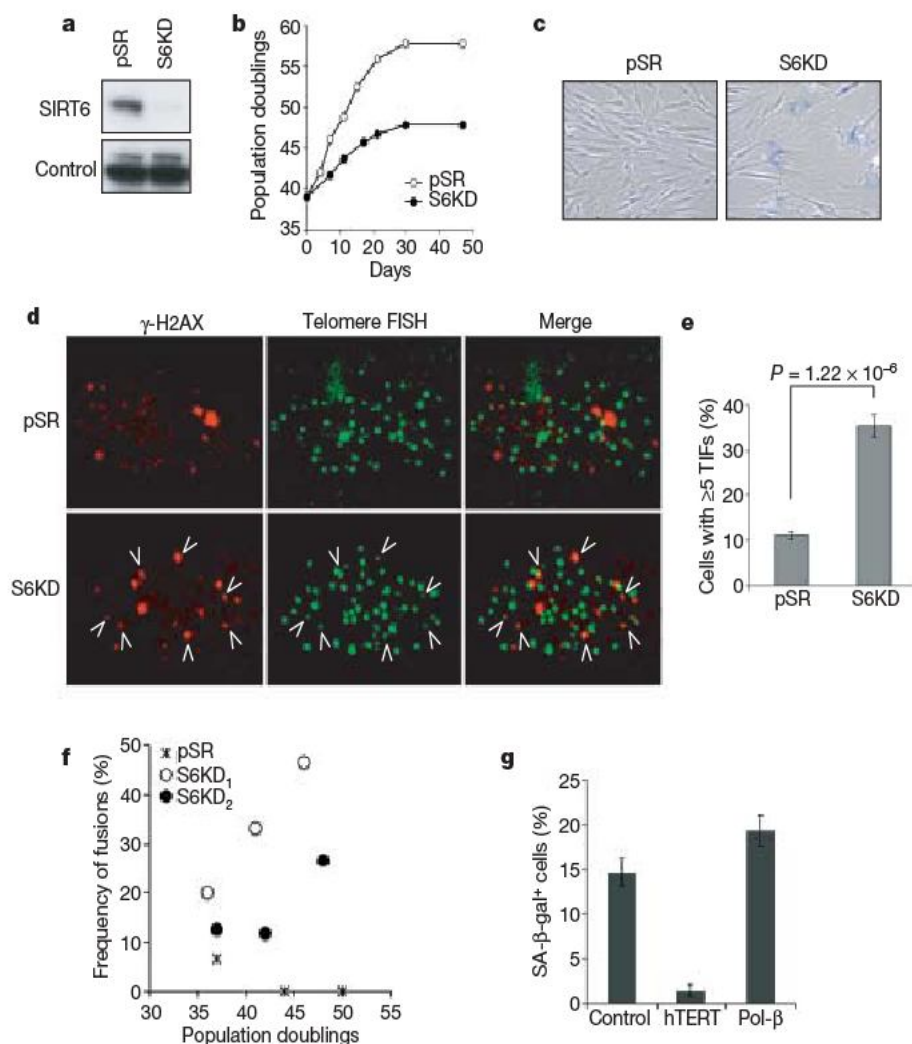 a
pSR
S6KD
SIRT6
Control
b
Population doublings
60
55
50
45
40
35
pSR
S6KD
0 10 20 30 40 50
Days
c
pSR S6KD
d
γ-H2AX Telomere FISH Merge
pSR
S6KD
e
P = 1.22 × 10⁻⁶
Cells with ≥5 TIFs (%)
40
30
20
10
0
pSR S6KD
f
Frequency of fusions (%)
50
40
30
20
10
0
pSR
S6KD₁
S6KD₂
30 35 40 45 50 55
Population doublings
g
SA-β-gal⁺ cells (%)
25
20
15
10
5
0
Control hTERT Pol-β